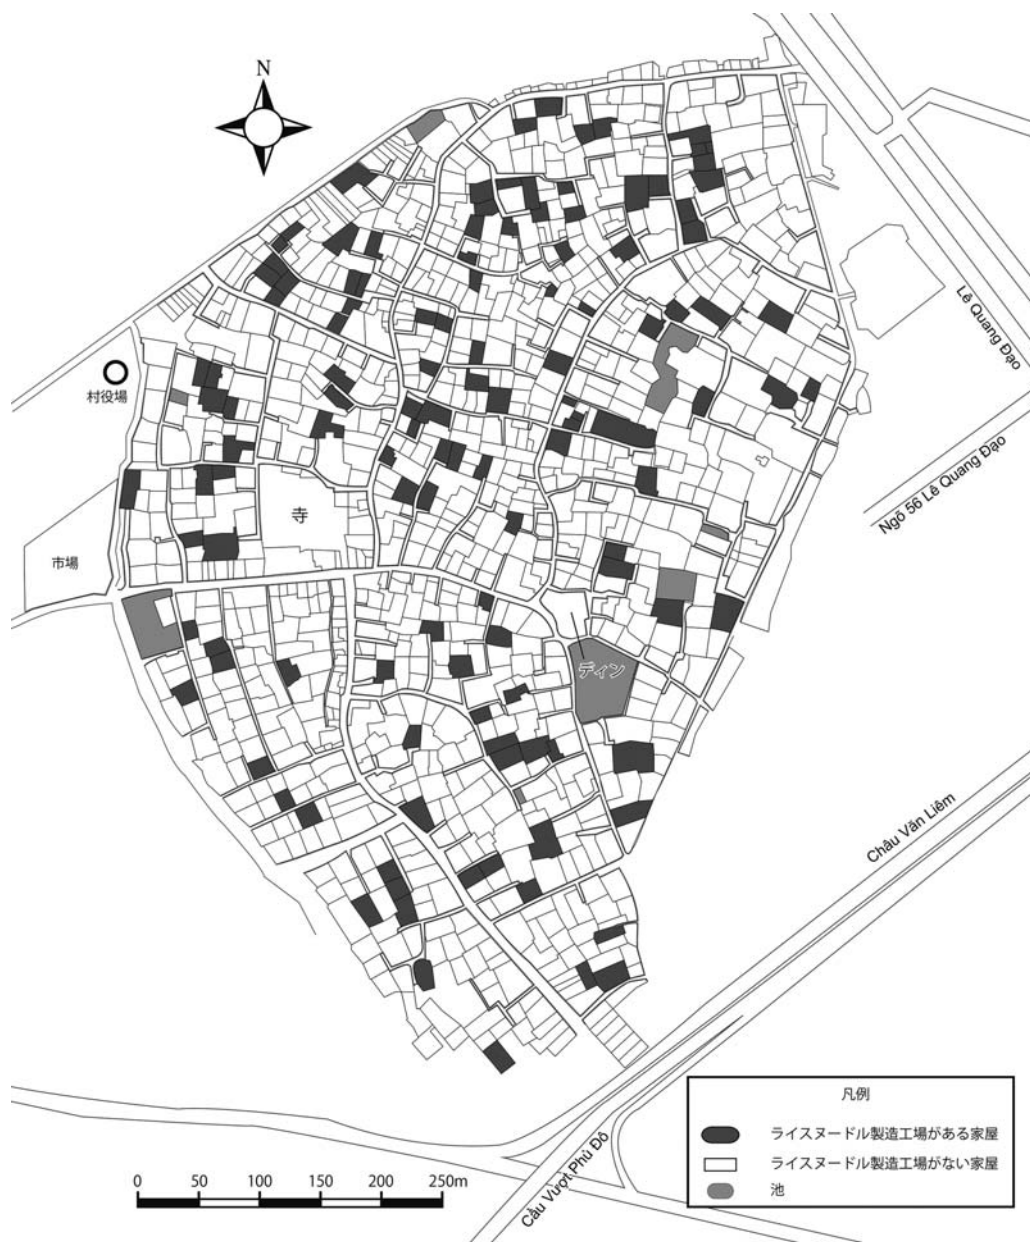 N
Lê Quang Đạo
村役場
Ngõ 56 Lê Quang Đạo
寺
市場
ディン
Châu Văn Liêm
凡例
ライスヌードル製造工場がある家屋
ライスヌードル製造工場がない家屋
池
0 50 100 150 200 250m
Cầu Vượt Phú Đô